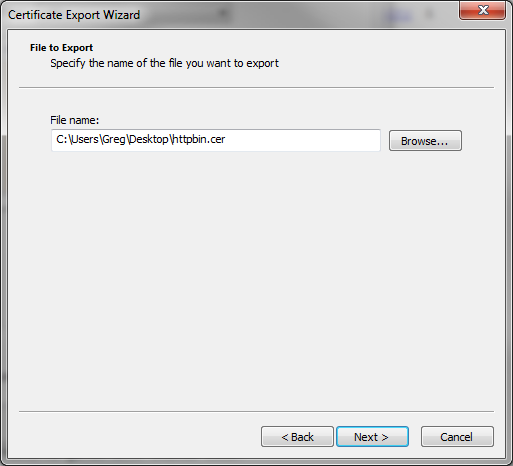 Certificate Export Wizard
File to Export
Specify the name of the file you want to export
File name:
C:\Users\Greg\Desktop\httpbin.cer
Browse...
< Back
Next >
Cancel